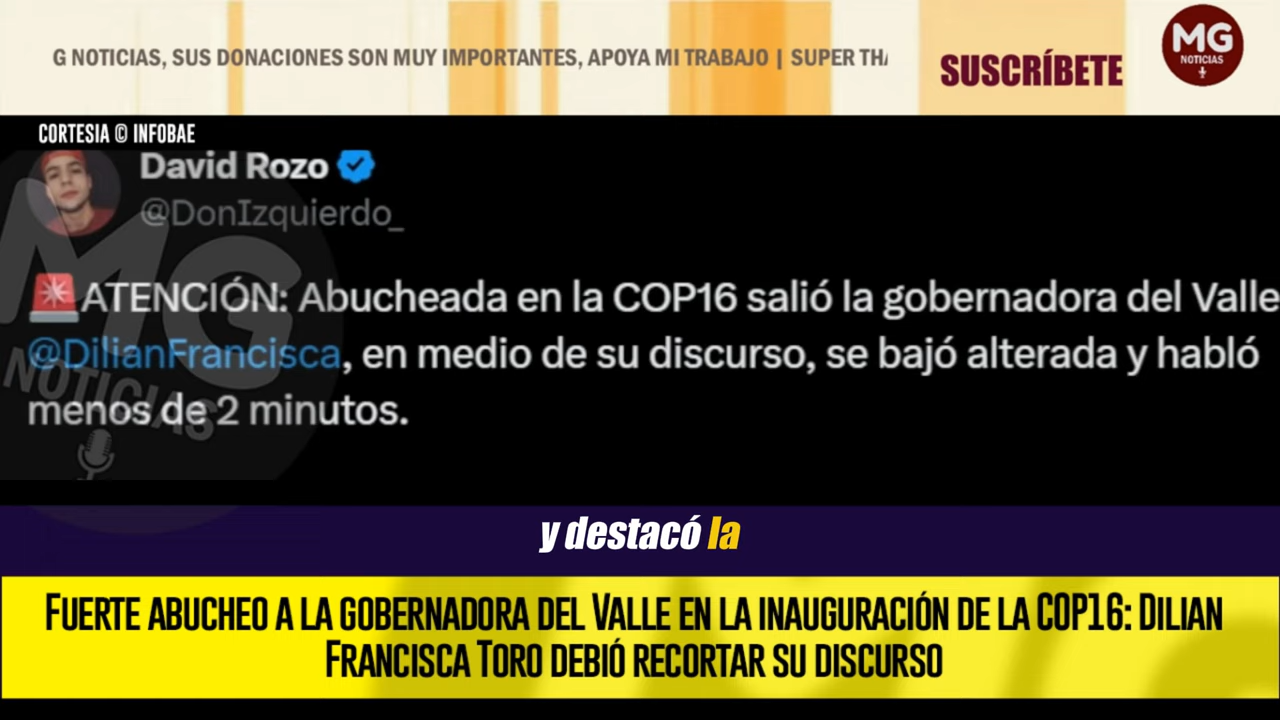 G NOTICIAS, SUS DONACIONES SON MUY IMPORTANTES, APOYA MI TRABAJO | SUPER THA
SUSCRÍBETE
MG
NOTICIAS
CORTESIA © INFOBAE
David Rozo
@DonIzquierdo_
🚨ATENCIÓN: Abucheada en la COP16 salió la gobernadora del Valle
@DilianFrancisca, en medio de su discurso, se bajó alterada y habló
menos de 2 minutos.
MG
NOTICIAS
y destacó la
FUERTE ABUCHEO A LA GOBERNADORA DEL VALLE EN LA INAUGURACIÓN DE LA COP16: DILIAN
FRANCISCA TORO DEBIÓ RECORTAR SU DISCURSO